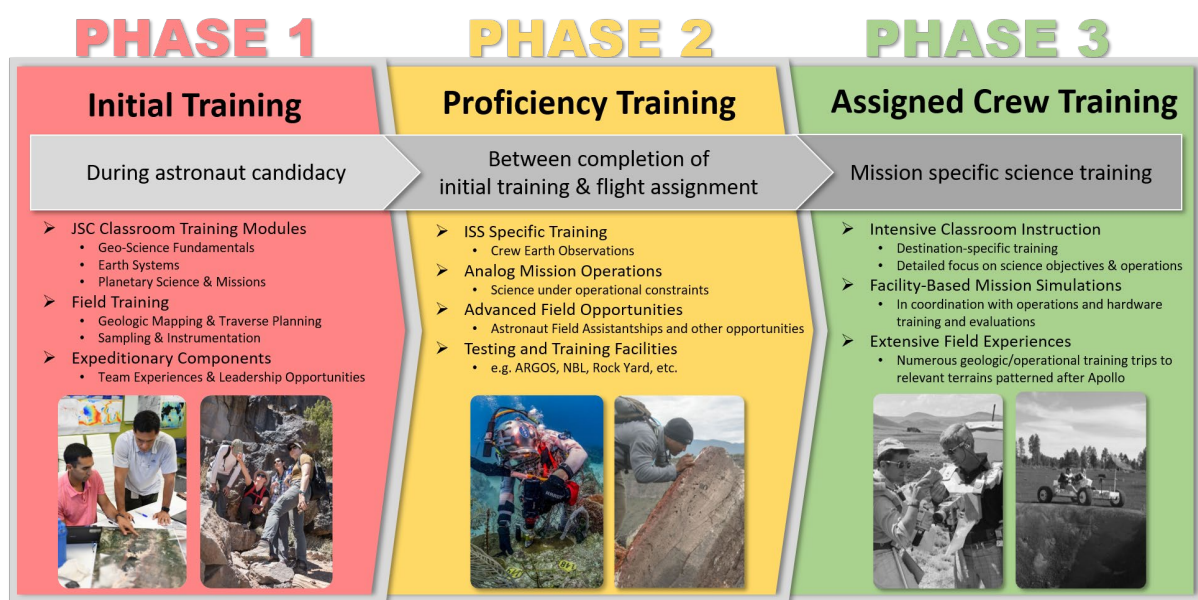 PHASE 1
Initial Training
During astronaut candidacy
JSC Classroom Training Modules
Geo-Science Fundamentals
Earth Systems
Planetary Science & Missions
Field Training
Geologic Mapping & Traverse Planning
Sampling & Instrumentation
Expeditionary Components
Team Experiences & Leadership Opportunities
PHASE 2
Proficiency Training
Between completion of
initial training & flight assignment
ISS Specific Training
Crew Earth Observations
Analog Mission Operations
Science under operational constraints
Advanced Field Opportunities
Astronaut Field Assistantships and other opportunities
Testing and Training Facilities
e.g. ARGOS, NBL, Rock Yard, etc.
PHASE 3
Assigned Crew Training
Mission specific science training
Intensive Classroom Instruction
Destination-specific training
Detailed focus on science objectives & operations
Facility-Based Mission Simulations
In coordination with operations and hardware
training and evaluations
Extensive Field Experiences
Numerous geologic/operational training trips to
relevant terrains patterned after Apollo